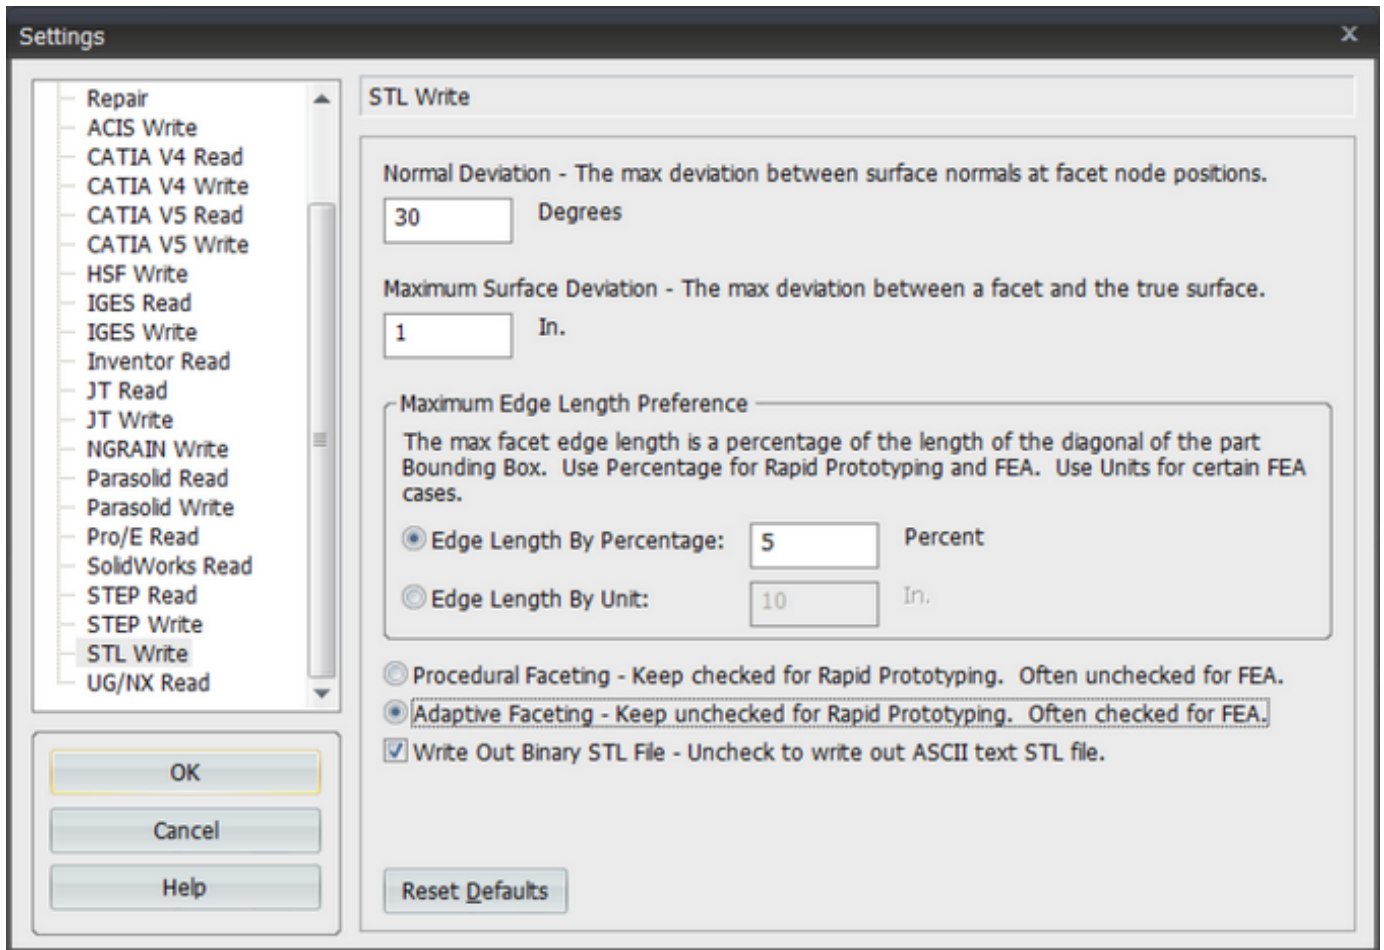 Settings
x
Repair
ACIS Write
CATIA V4 Read
CATIA V4 Write
CATIA V5 Read
CATIA V5 Write
HSF Write
IGES Read
IGES Write
Inventor Read
JT Read
JT Write
NGRAIN Write
Parasolid Read
Parasolid Write
Pro/E Read
SolidWorks Read
STEP Read
STEP Write
STL Write
UG/NX Read
OK
Cancel
Help
STL Write
Normal Deviation - The max deviation between surface normals at facet node positions.
30 Degrees
Maximum Surface Deviation - The max deviation between a facet and the true surface.
1 In.
Maximum Edge Length Preference
The max facet edge length is a percentage of the length of the diagonal of the part
Bounding Box. Use Percentage for Rapid Prototyping and FEA. Use Units for certain FEA
cases.
Edge Length By Percentage: 5 Percent
Edge Length By Unit: 10 In.
Procedural Faceting - Keep checked for Rapid Prototyping. Often unchecked for FEA.
Adaptive Faceting - Keep unchecked for Rapid Prototyping. Often checked for FEA.
Write Out Binary STL File - Uncheck to write out ASCII text STL file.
Reset Defaults